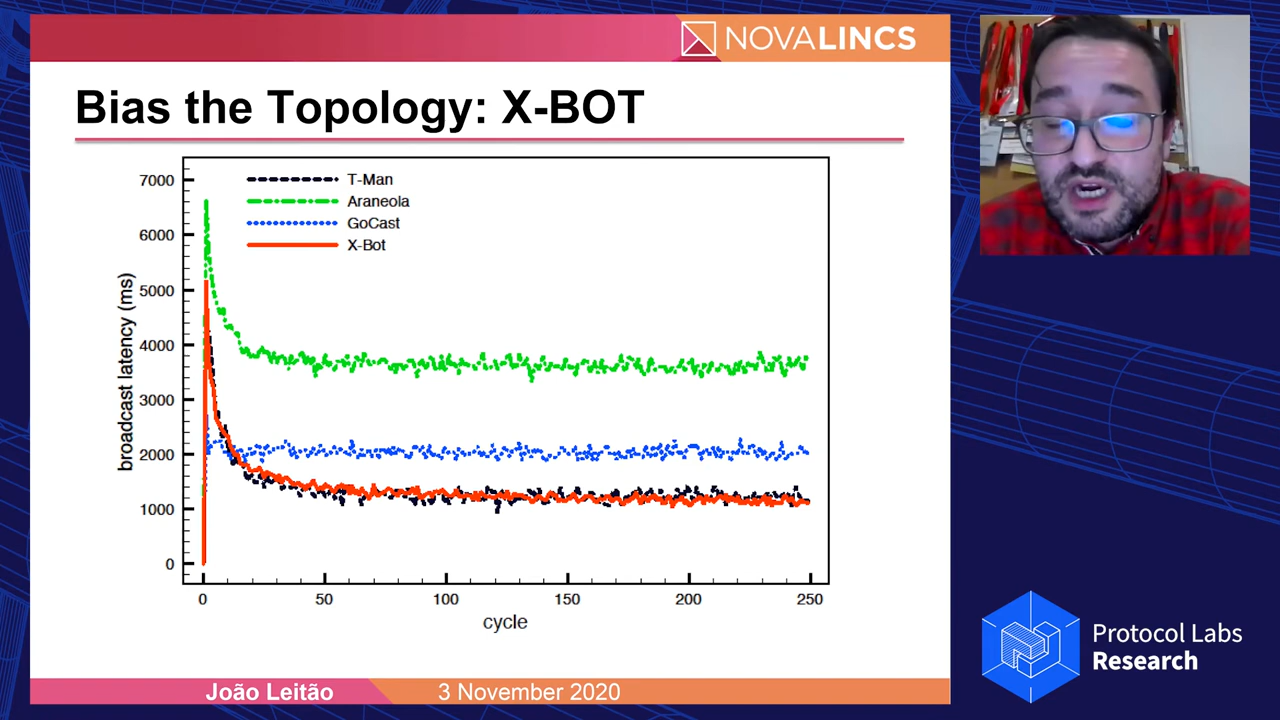 NOVALINCS
Bias the Topology: X-BOT
7000
6000
5000
4000
3000
2000
1000
0
broadcast latency (ms)
T-Man
Araneola
GoCast
X-Bot
0 50 100 150 200 250
cycle
João Leitão 3 November 2020
Protocol Labs
Research